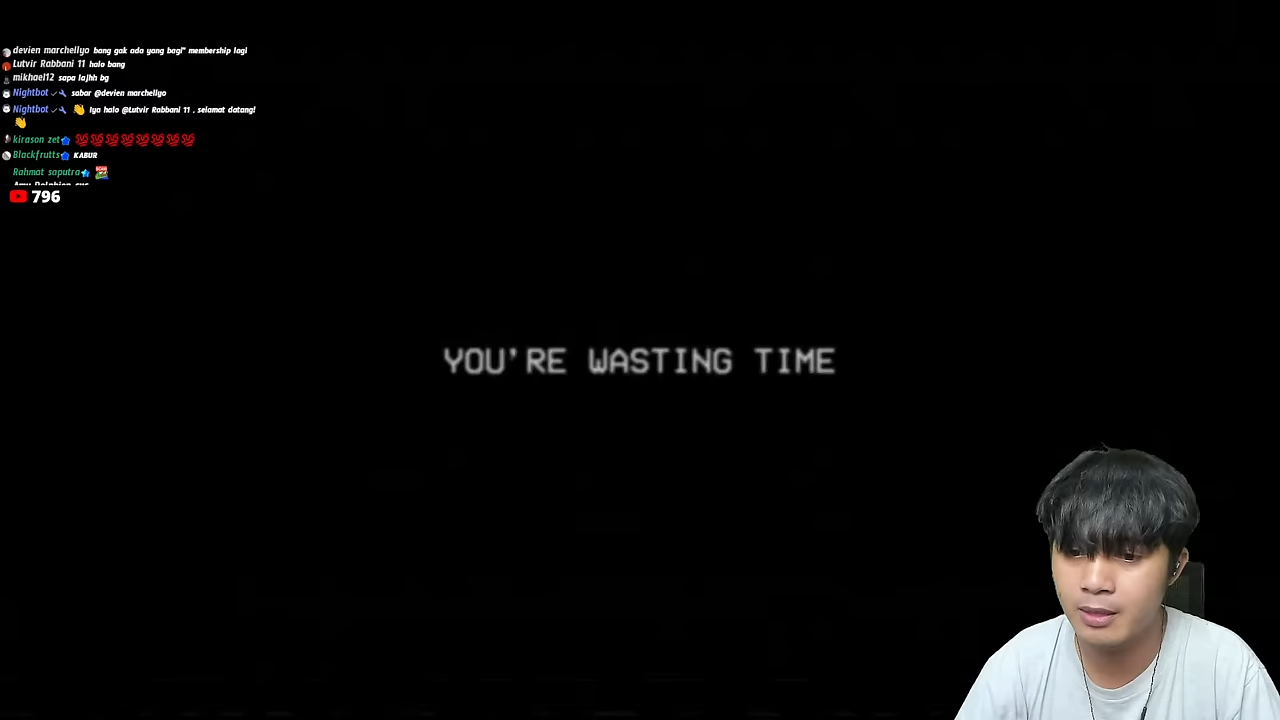 devien marchellyo bang gak ada yang bagi" membership lagi
Lutvir Rabbani 11 halo bang
mikhael12 sapa lajhh bg
Nightbot sabar @devien marchellyo
Nightbot 👋 Iya halo @Lutvir Rabbani 11 , selamat datang!
👋
kirason zet 💯💯💯💯💯💯💯💯
Blackfrutts KABUR
Rahmat saputra
796
YOU'RE WASTING TIME